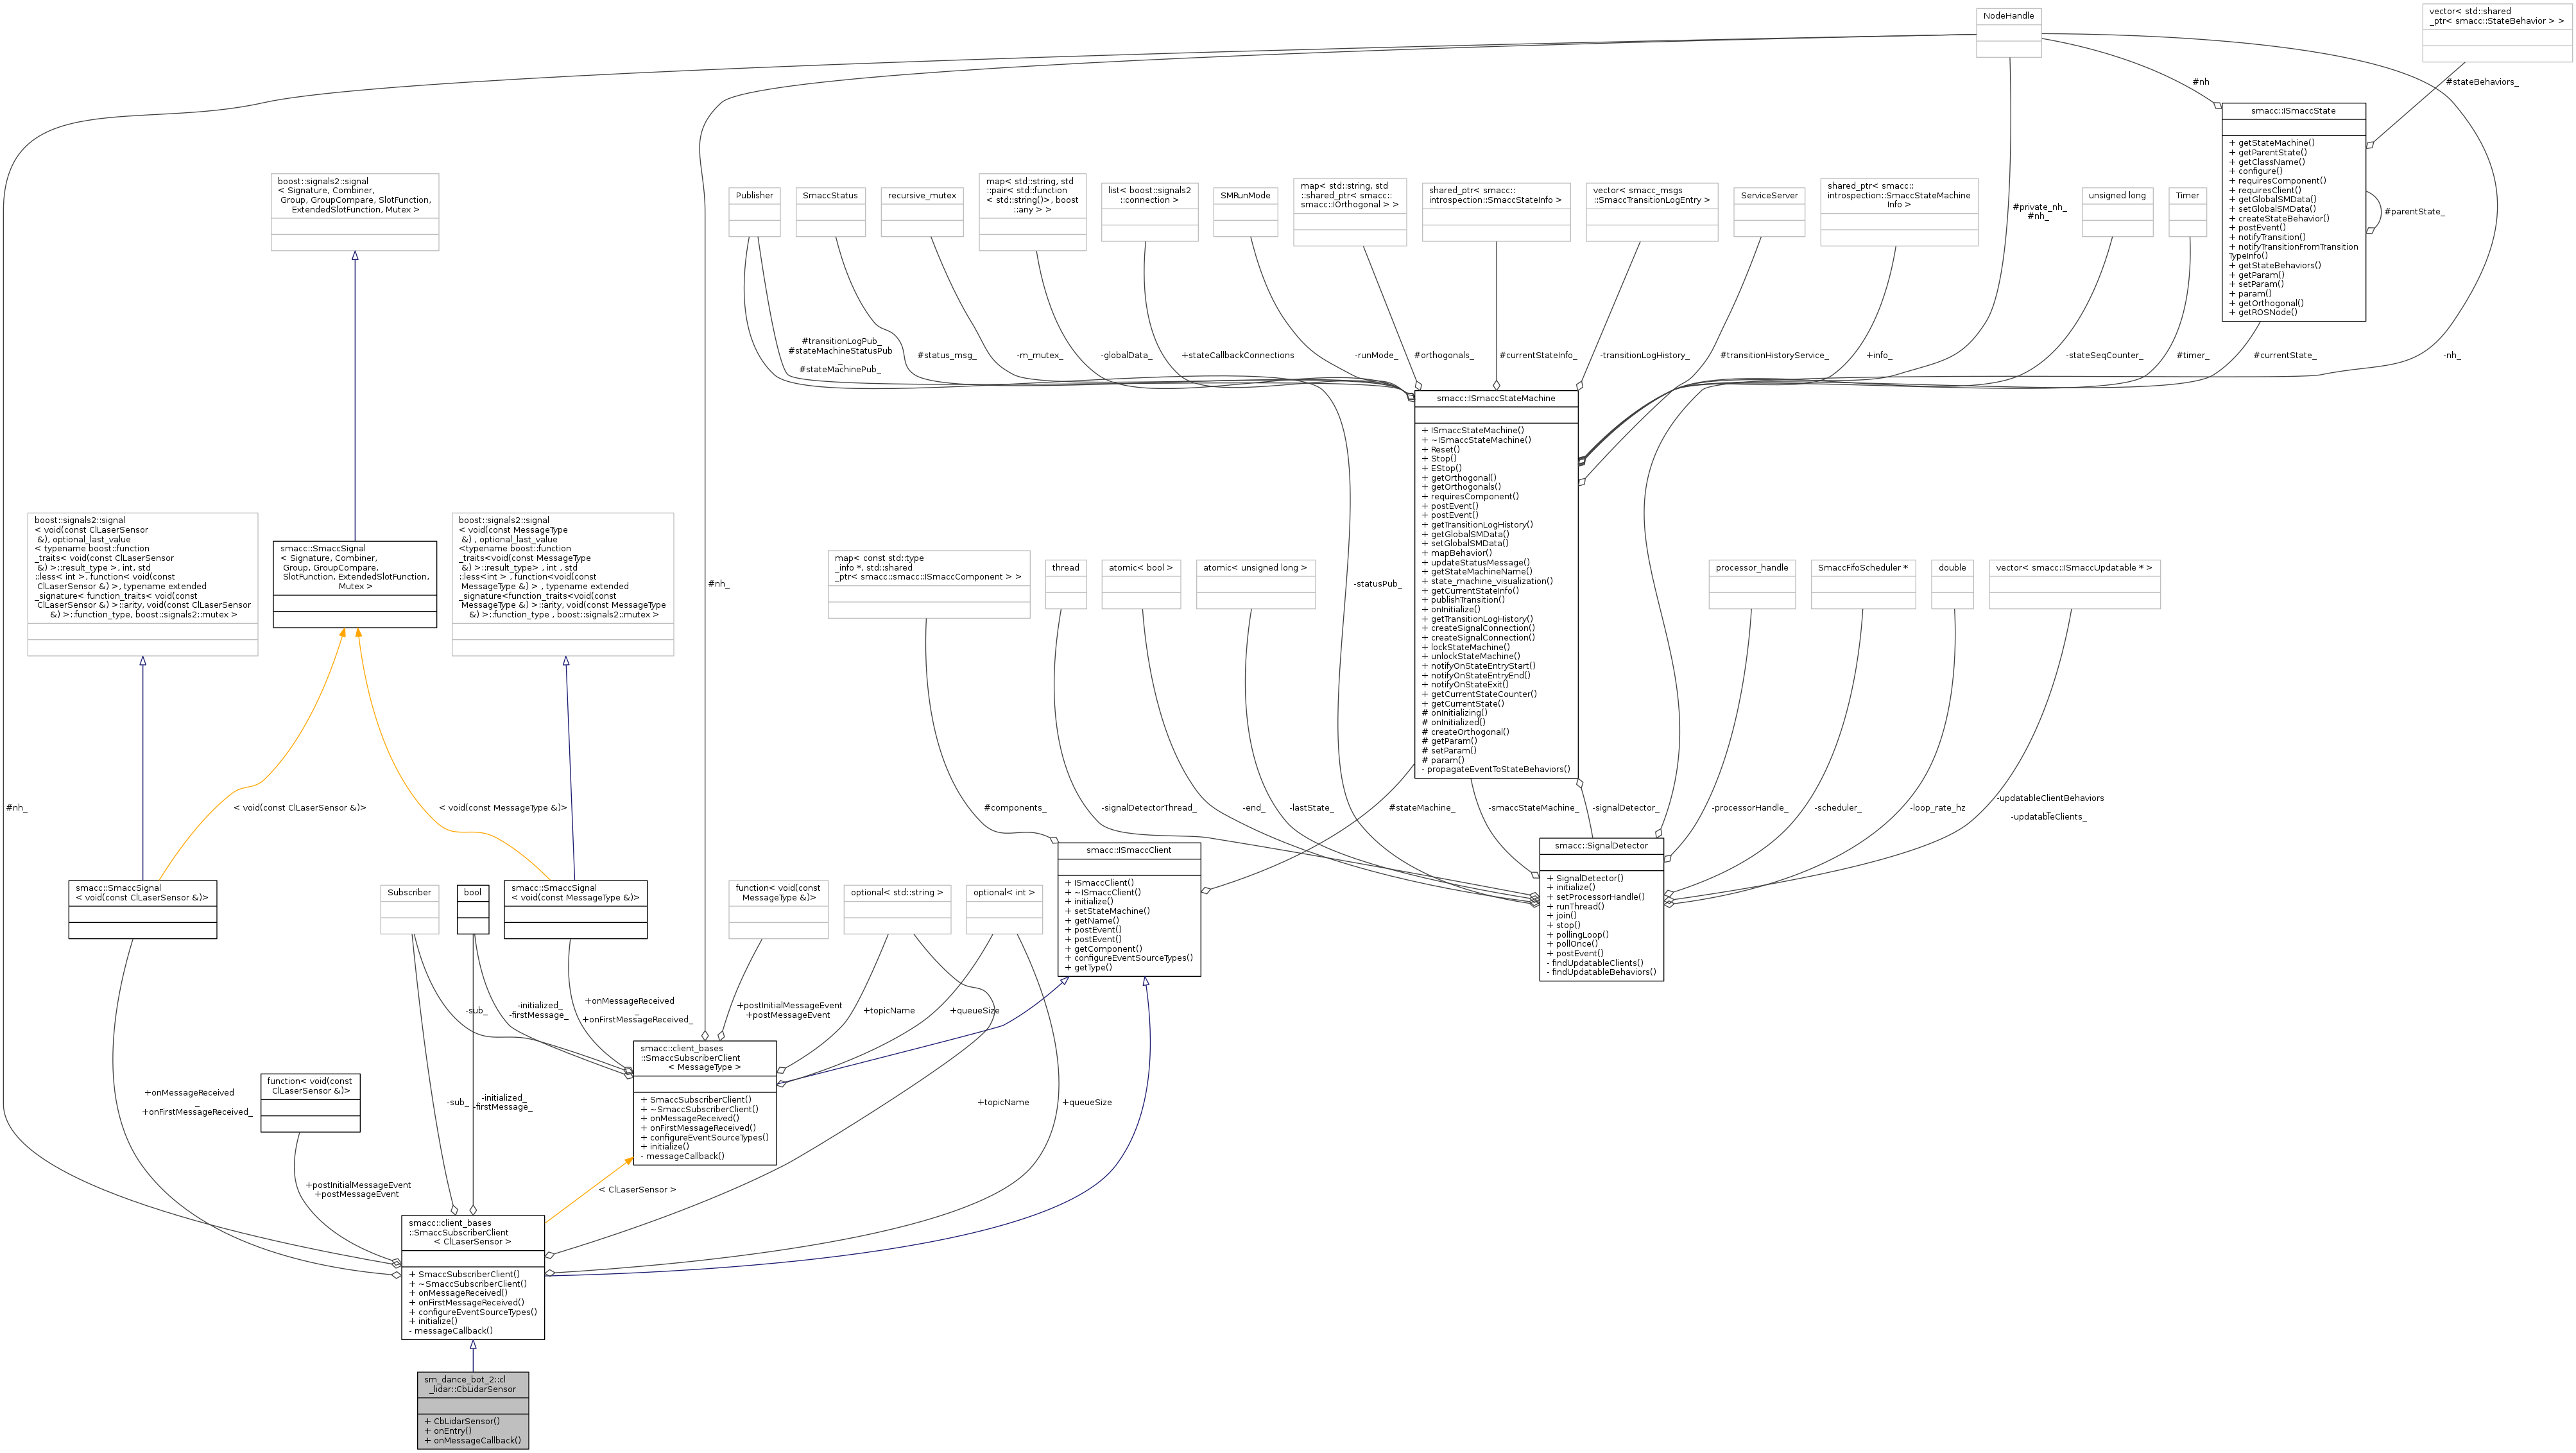 NodeHandle
vector< std::shared
_ptr< smacc::StateBehavior > >
#nh
#stateBehaviors_
smacc::ISmaccState
+ getStateMachine()
+ getParentState()
+ getClassName()
+ configure()
+ requiresComponent()
+ requiresClient()
+ getGlobalSMData()
+ setGlobalSMData()
+ createStateBehavior()
+ postEvent()
+ notifyTransition()
+ notifyTransitionFromTransition
TypeInfo()
+ getStateBehaviors()
+ getParam()
+ setParam()
+ param()
+ getOrthogonal()
+ getROSNode()
#parentState_
boost::signals2::signal
< Signature, Combiner,
Group, GroupCompare, SlotFunction,
ExtendedSlotFunction, Mutex >
Publisher
SmaccStatus
recursive_mutex
map< std::string, std
::pair< std::function
< std::string()>, boost
::any > >
list< boost::signals2
::connection >
SMRunMode
map< std::string, std
::shared_ptr< smacc::
smacc::IOrthogonal > >
shared_ptr< smacc::
introspection::SmaccStateInfo >
vector< smacc_msgs
::SmaccTransitionLogEntry >
ServiceServer
shared_ptr< smacc::
introspection::SmaccStateMachine
Info >
#private_nh_
#nh_
unsigned long
Timer
#transitionLogPub_
#stateMachineStatusPub
_
#stateMachinePub_
#status_msg_
-m_mutex_
-globalData_
+stateCallbackConnections
-runMode_
#orthogonals_
#currentStateInfo_
-transitionLogHistory_
#transitionHistoryService_
+info_
-stateSeqCounter_
#timer_
#currentState_
-nh_
smacc::ISmaccStateMachine
+ ISmaccStateMachine()
+ ~ISmaccStateMachine()
+ Reset()
+ Stop()
+ EStop()
+ getOrthogonal()
+ getOrthogonals()
+ requiresComponent()
+ postEvent()
+ postEvent()
+ getTransitionLogHistory()
+ getGlobalSMData()
+ setGlobalSMData()
+ mapBehavior()
+ updateStatusMessage()
+ getStateMachineName()
+ state_machine_visualization()
+ getCurrentStateInfo()
+ publishTransition()
+ onInitialize()
+ getTransitionLogHistory()
+ createSignalConnection()
+ createSignalConnection()
+ lockStateMachine()
+ unlockStateMachine()
+ notifyOnStateEntryStart()
+ notifyOnStateEntryEnd()
+ notifyOnStateExit()
+ getCurrentStateCounter()
+ getCurrentState()
# onInitializing()
# onInitialized()
# createOrthogonal()
# getParam()
# setParam()
# param()
- propagateEventToStateBehaviors()
boost::signals2::signal
< void(const ClLaserSensor
&), optional_last_value
< typename boost::function
_traits< void(const ClLaserSensor
&) >::result_type >, int, std
::less< int >, function< void(const
ClLaserSensor &) >, typename extended
_signature< function_traits< void(const
ClLaserSensor &) >::arity, void(const ClLaserSensor
&) >::function_type, boost::signals2::mutex >
smacc::SmaccSignal
< Signature, Combiner,
Group, GroupCompare,
SlotFunction, ExtendedSlotFunction,
Mutex >
boost::signals2::signal
< void(const MessageType
&) , optional_last_value
<typename boost::function
_traits<void(const MessageType
&) >::result_type> , int , std
::less<int > , function<void(const
MessageType &) > , typename extended
_signature<function_traits<void(const
MessageType &) >::arity, void(const MessageType
&) >::function_type , boost::signals2::mutex >
map< const std::type
_info *, std::shared
_ptr< smacc::smacc::ISmaccComponent > >
thread
atomic< bool >
atomic< unsigned long >
#nh_
-statusPub_
processor_handle
SmaccFifoScheduler *
double
vector< smacc::ISmaccUpdatable * >
#nh_
< void(const ClLaserSensor &)>
< void(const MessageType &)>
#components_
-signalDetectorThread_
-end_
-lastState_
#stateMachine_
-smaccStateMachine_
-signalDetector_
-processorHandle_
-scheduler_
-loop_rate_hz
-updatableClientBehaviors
_
-updatableClients_
smacc::ISmaccClient
+ ISmaccClient()
+ ~ISmaccClient()
+ initialize()
+ setStateMachine()
+ getName()
+ postEvent()
+ postEvent()
+ getComponent()
+ configureEventSourceTypes()
+ getType()
smacc::SignalDetector
+ SignalDetector()
+ initialize()
+ setProcessorHandle()
+ runThread()
+ join()
+ stop()
+ pollingLoop()
+ pollOnce()
+ postEvent()
- findUpdatableClients()
- findUpdatableBehaviors()
smacc::SmaccSignal
< void(const ClLaserSensor &)>
Subscriber
bool
smacc::SmaccSignal
< void(const MessageType &)>
function< void(const
MessageType &)>
optional< std::string >
optional< int >
-sub_
-initialized_
-firstMessage_
+onMessageReceived
_
+onFirstMessageReceived_
+postInitialMessageEvent
+postMessageEvent
+topicName
+queueSize
smacc::client_bases
::SmaccSubscriberClient
< MessageType >
+ SmaccSubscriberClient()
+ ~SmaccSubscriberClient()
+ onMessageReceived()
+ onFirstMessageReceived()
+ configureEventSourceTypes()
+ initialize()
- messageCallback()
function< void(const
ClLaserSensor &)>
+onMessageReceived
_
+onFirstMessageReceived_
-sub_
-initialized_
-firstMessage_
+topicName
+queueSize
+postInitialMessageEvent
+postMessageEvent
< ClLaserSensor >
smacc::client_bases
::SmaccSubscriberClient
< ClLaserSensor >
+ SmaccSubscriberClient()
+ ~SmaccSubscriberClient()
+ onMessageReceived()
+ onFirstMessageReceived()
+ configureEventSourceTypes()
+ initialize()
- messageCallback()
sm_dance_bot_2::cl
_lidar::CbLidarSensor
+ CbLidarSensor()
+ onEntry()
+ onMessageCallback()